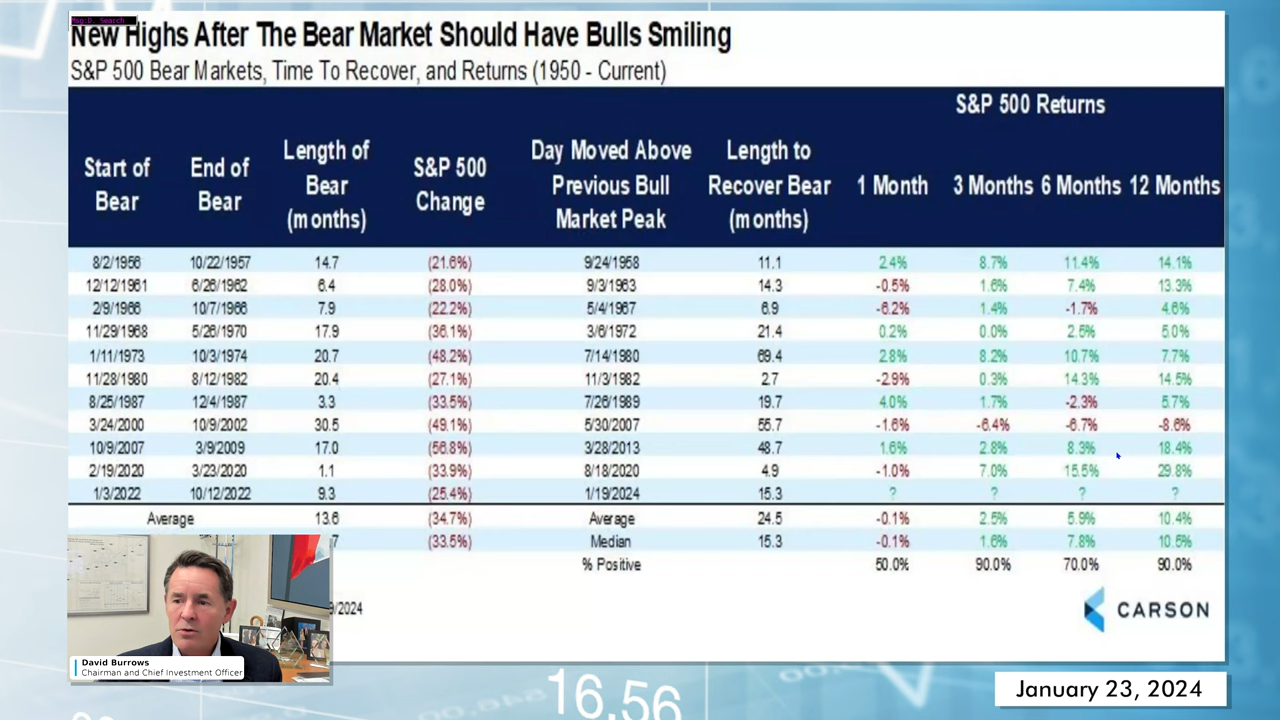 New Highs After The Bear Market Should Have Bulls Smiling
S&P 500 Bear Markets, Time To Recover, and Returns (1950 - Current)
S&P 500 Returns
Start of Bear End of Bear Length of Bear (months) S&P 500 Change Day Moved Above Previous Bull Market Peak Length to Recover Bear (months) 1 Month 3 Months 6 Months 12 Months
8/2/1956 10/22/1957 14.7 (21.6%) 9/24/1958 11.1 2.4% 8.7% 11.4% 14.1%
12/12/1961 6/26/1962 6.4 (28.0%) 9/3/1963 14.3 -0.5% 1.6% 7.4% 13.3%
2/9/1966 10/7/1966 7.9 (22.2%) 5/4/1967 6.9 -6.2% 1.4% -1.7% 4.6%
11/29/1968 5/26/1970 17.9 (36.1%) 3/6/1972 21.4 0.2% 0.0% 2.5% 5.0%
1/11/1973 10/3/1974 20.7 (48.2%) 7/14/1980 69.4 2.8% 8.2% 10.7% 7.7%
11/28/1980 8/12/1982 20.4 (27.1%) 11/3/1982 2.7 -2.9% 0.3% 14.3% 14.5%
8/25/1987 12/4/1987 3.3 (33.5%) 7/26/1989 19.7 4.0% 1.7% -2.3% 5.7%
3/24/2000 10/9/2002 30.5 (49.1%) 5/30/2007 55.7 -1.6% -6.4% -6.7% -8.6%
10/9/2007 3/9/2009 17.0 (56.8%) 3/28/2013 48.7 1.6% 2.8% 8.3% 18.4%
2/19/2020 3/23/2020 1.1 (33.9%) 8/18/2020 4.9 -1.0% 7.0% 15.5% 29.8%
1/3/2022 10/12/2022 9.3 (25.4%) 1/19/2024 15.3 ? ? ? ?
Average 13.6 (34.7%) Average 24.5 -0.1% 2.5% 5.9% 10.4%
7 (33.5%) Median 15.3 -0.1% 1.6% 7.8% 10.5%
% Positive 50.0% 90.0% 70.0% 90.0%
/2024
CARSON
David Burrows
Chairman and Chief Investment Officer
January 23, 2024
16.56